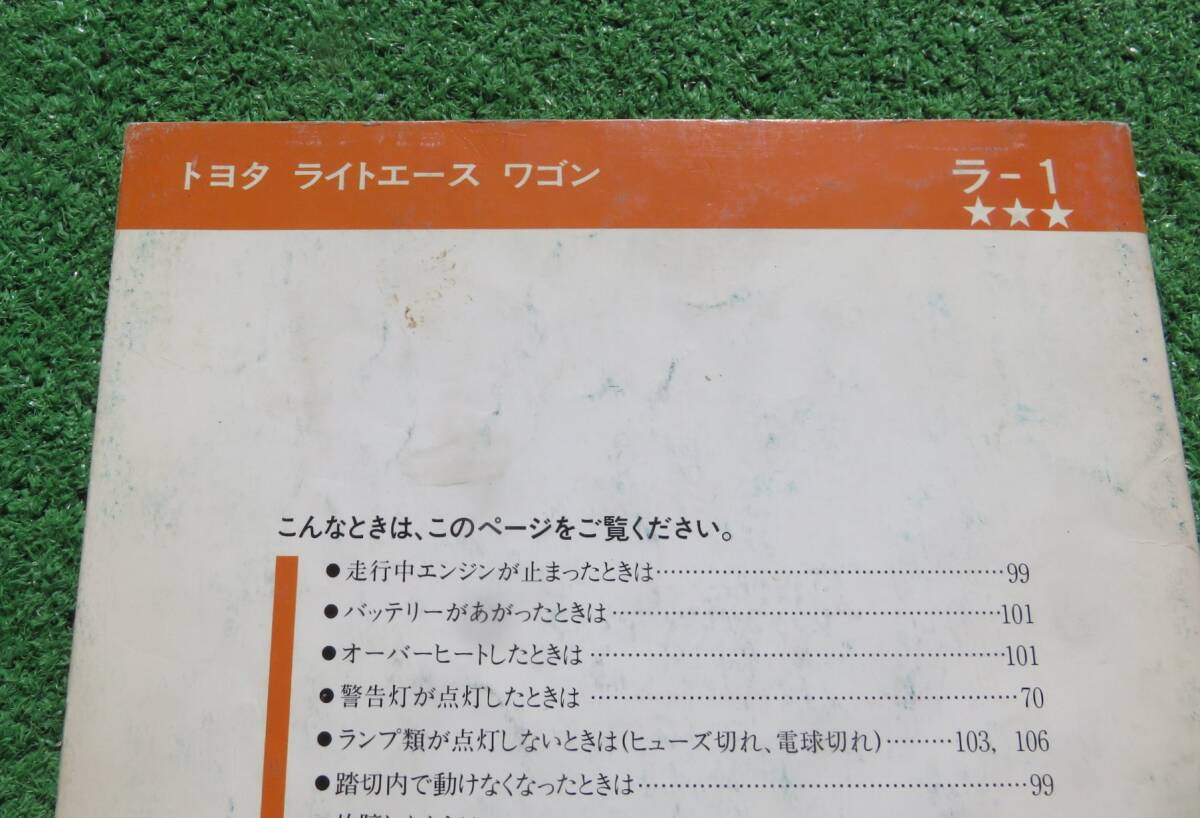 トヨタ ライトエース ワゴン ラ-1
★★★
こんなときは、このページをご覧ください。
●走行中エンジンが止まったときは……………………………………99
●バッテリーがあがったときは……………………………………101
●オーバーヒートしたときは……………………………………101
●警告灯が点灯したときは……………………………………70
●ランプ類が点灯しないときは(ヒューズ切れ、電球切れ)………103, 106
●踏切内で動けなくなったときは……………………………………99